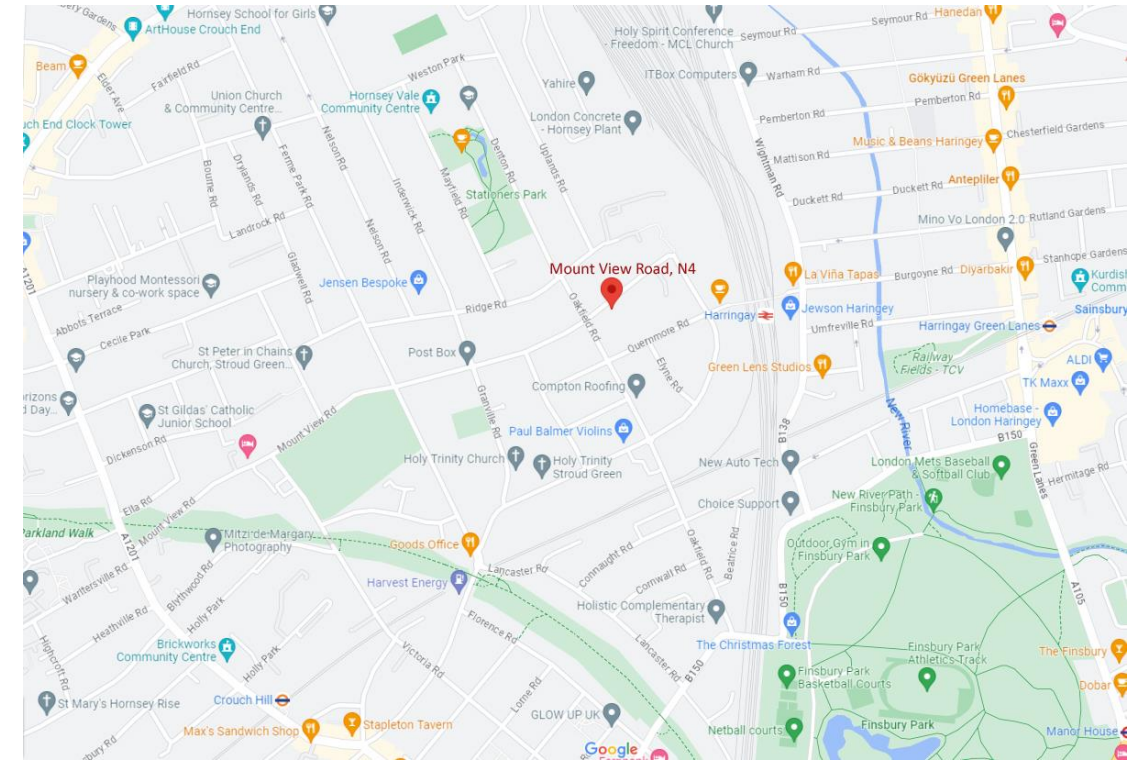 Hornsey School for Girls
ArtHouse Crouch End
Beam
Elder Ave
Fairfield Rd
Union Church
& Community Centre...
uch End Clock Tower
Weston Park
Hornsey Vale
Community Centre
Yahire
London Concrete
- Hornsey Plant
Holy Spirit Conference
- Freedom - MCL Church
ITBox Computers
Seymour Rd
Seymour Rd
Hanedan
Warham Rd
Gökyüzü Green Lanes
Pemberton Rd
Pemberton Rd
Chesterfield Gardens
Music & Beans Haringey
Mattison Rd
Wightman Rd
Duckett Rd
Duckett Rd
Antepliler
Mino Vo London 2.0
Rutland Gardens
Stanhope Gardens
Bourne Rd
Drylands Rd
Ferme Park Rd
Nelson Rd
Inderwick Rd
Mayfield Rd
Denton Rd
Uplands Rd
Stationers Park
Landrock Rd
Gladwell Rd
Nelson Rd
A1201
Playhood Montessori
nursery & co-work space
Jensen Bespoke
Abbots Terrace
Cecile Park
Ridge Rd
Mount View Road, N4
Oakfield Rd
La Viña Tapas
Burgoyne Rd
Diyarbakir
Kurdish
Comm
Sainsbury
Harringay
Jewson Haringey
Umfreville Rd
Harringay Green Lanes
Quernmore Rd
St Peter in Chains
Church, Stroud Green...
Post Box
Elyne Rd
Green Lens Studios
Railway
Fields - TCV
ALDI
TK Maxx
Compton Roofing
orizons
d Day...
St Gildas' Catholic
Junior School
Mount View Rd
Granville Rd
Paul Balmer Violins
B138
New River
Homebase -
London Haringey
B150
Dickenson Rd
Holy Trinity Church
Holy Trinity
Stroud Green
New Auto Tech
London Mets Baseball
& Softball Club
Green Lanes
Hermitage Rd
Choice Support
New River Path -
Finsbury Park
Ella Rd
Mount View Rd
Parkland Walk
A1201
Mitzi de Margary
Photography
Goods Office
Outdoor Gym in
Finsbury Park
Oakfield Rd
Beatrice Rd
Lancaster Rd
Connaught Rd
Cornwall Rd
Harvest Energy
B150
A105
Warltersville Rd
Blythwood Rd
Heathville Rd
Holly Park
Holistic Complementary
Therapist
Florence Rd
The Christmas Forest
Highcroft Rd
Brickworks
Community Centre
Holly Park
Victoria Rd
Lancaster Rd
B150
Finsbury Park
Athletics Track
The Finsbury
Finsbury Park
Basketball Courts
Dobar
Crouch Hill
St Mary's Hornsey Rise
Lorne Rd
GLOW UP UK
Max's Sandwich Shop
Stapleton Tavern
Netball courts
Finsbury Park
Manor House
Google